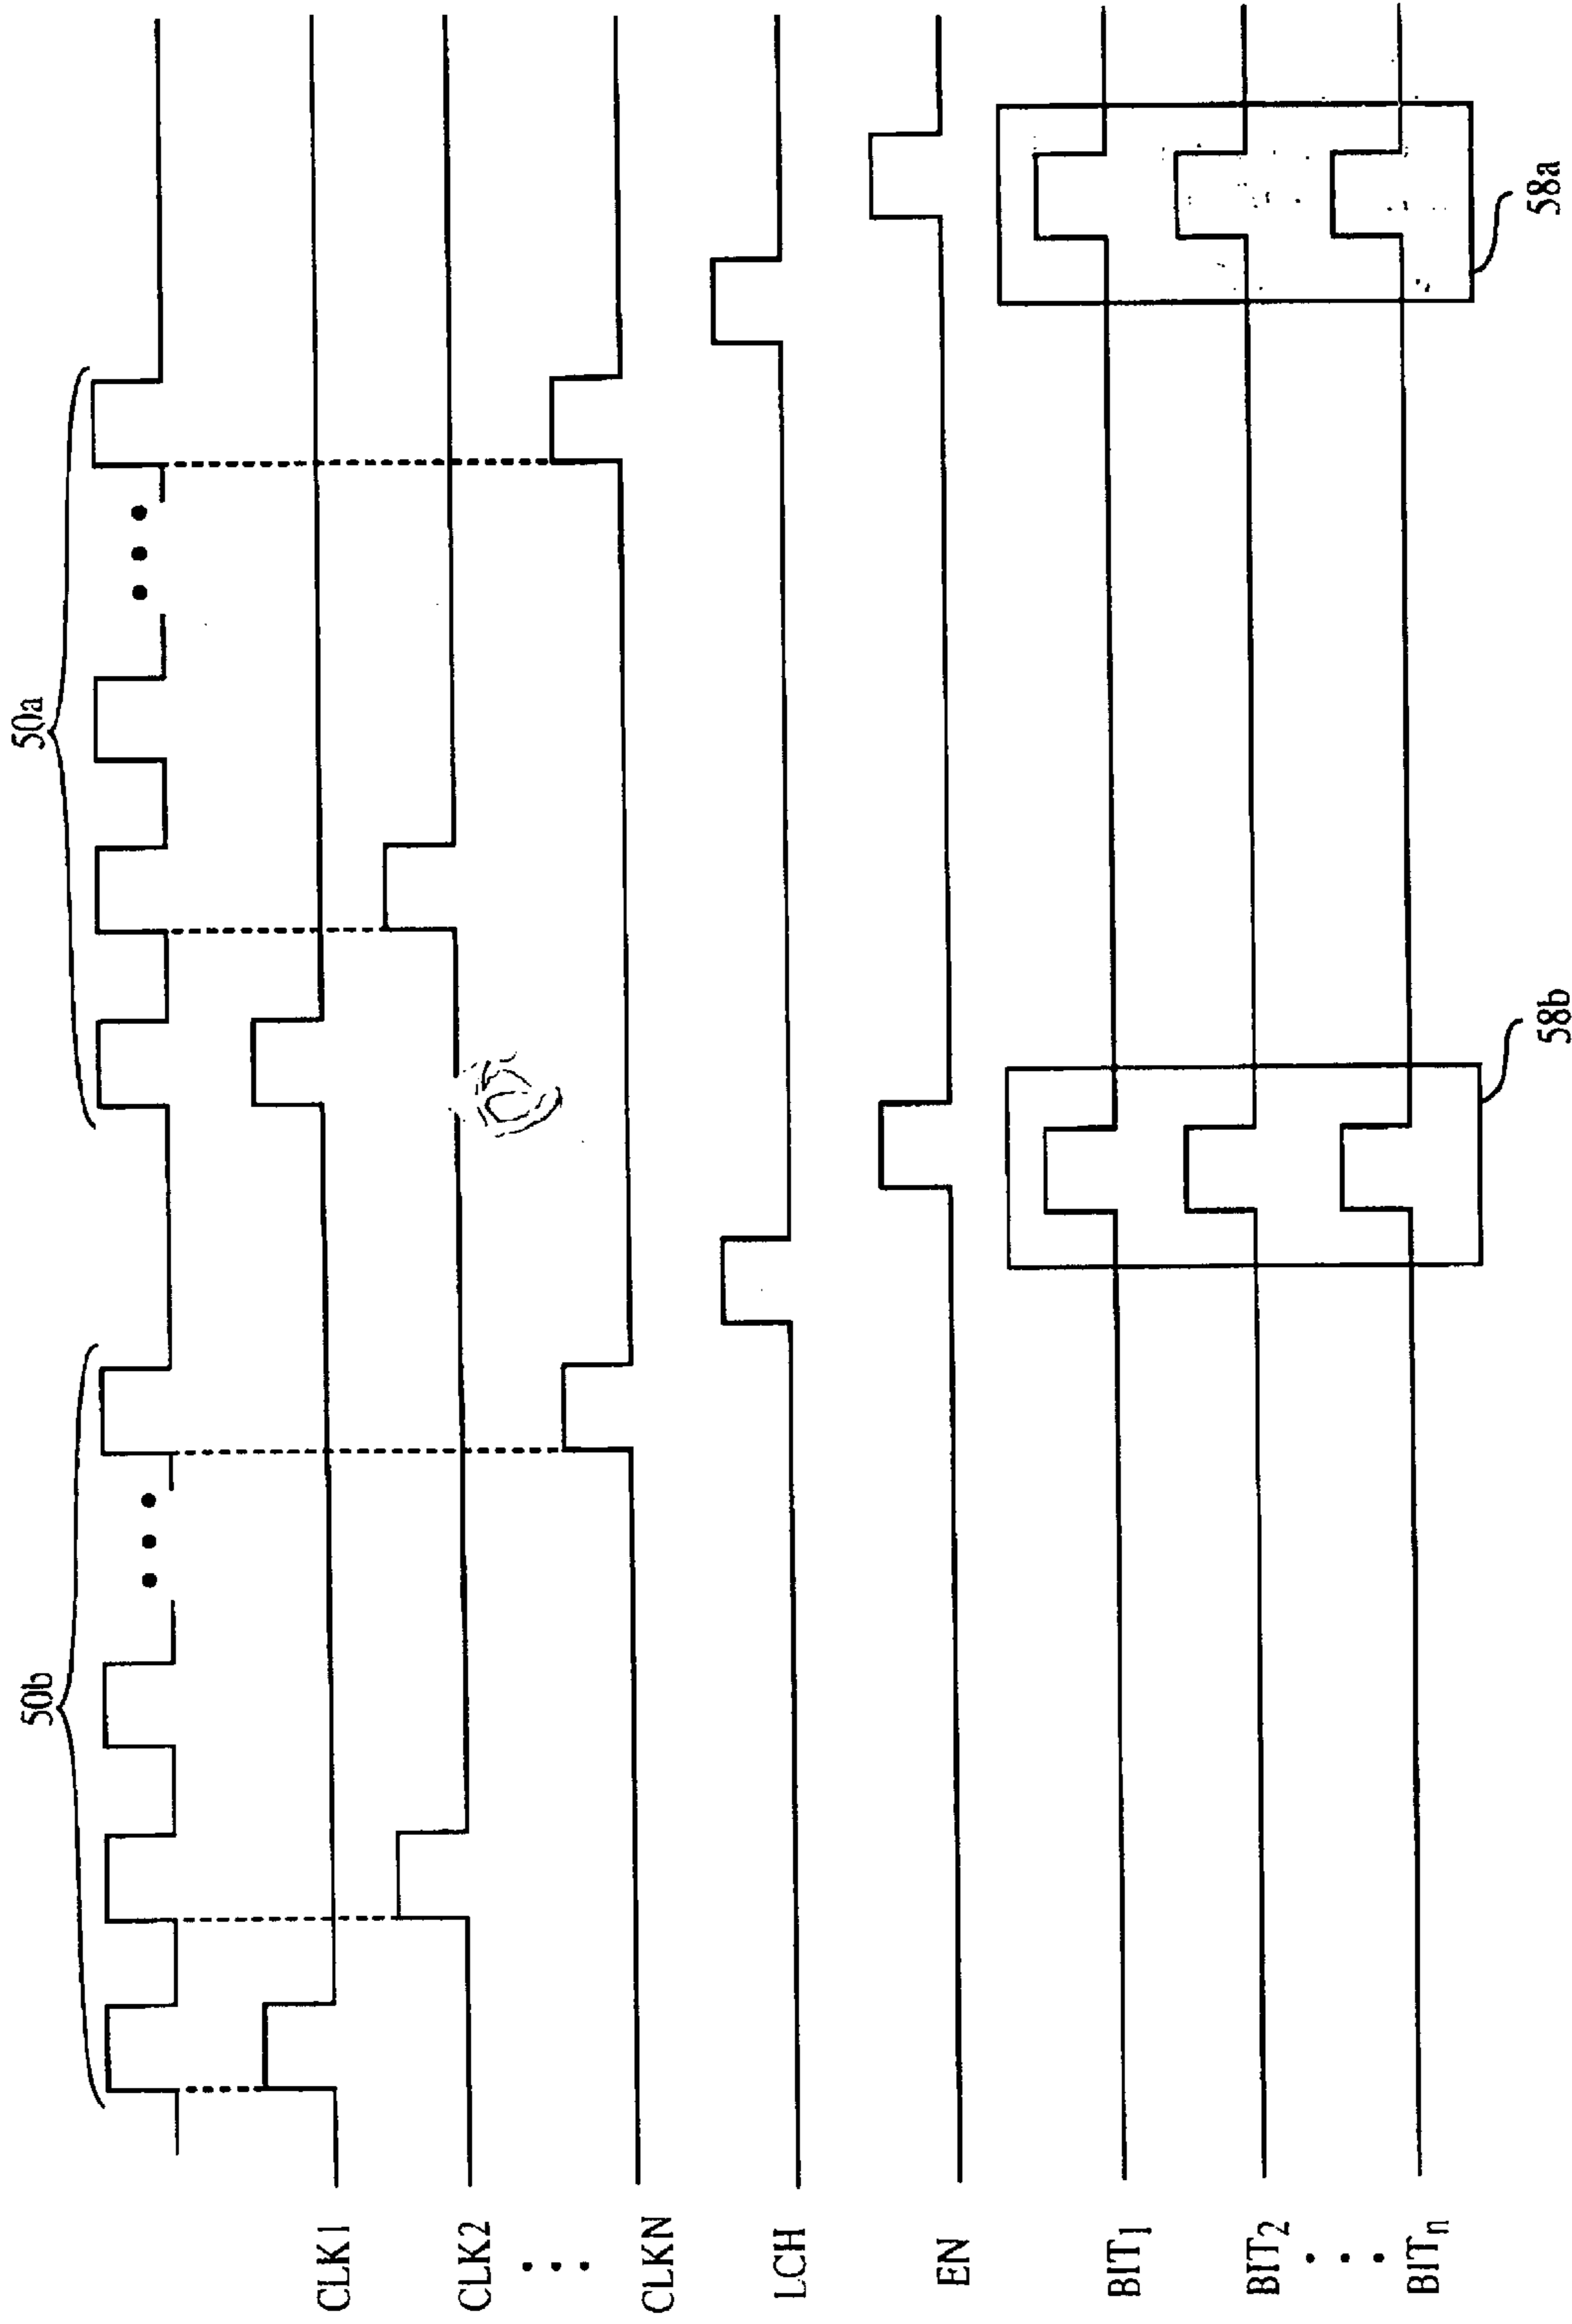 50b
50a
CLK1
CLK2
CLKN
LCH
EN
BIT1
BIT2
BITn
58b
58a